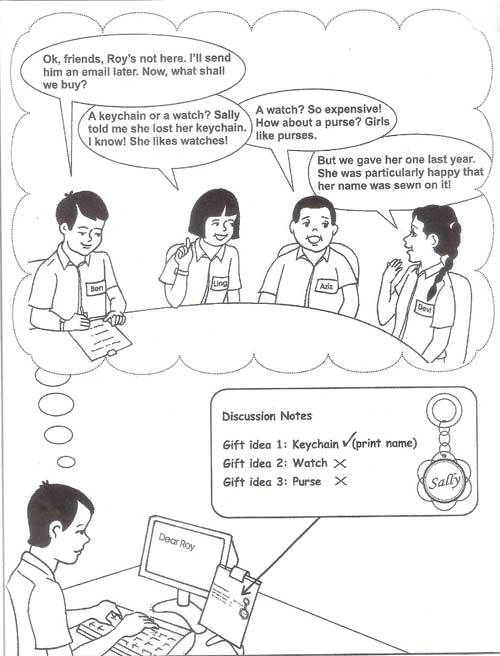 Ok, friends, Roy's not here. I'll send
him an email later. Now, what shall
we buy?
A keychain or a watch? Sally
told me she lost her keychain.
I know! She likes watches!
A watch? So expensive!
How about a purse? Girls
like purses.
But we gave her one last year.
She was particularly happy that
her name was sewn on it!
Ben
Ling
Aziz
Devi
Discussion Notes
Gift idea 1: Keychain ✓ (print name)
Gift idea 2: Watch ✗
Gift idea 3: Purse ✗
Sally
Dear Roy